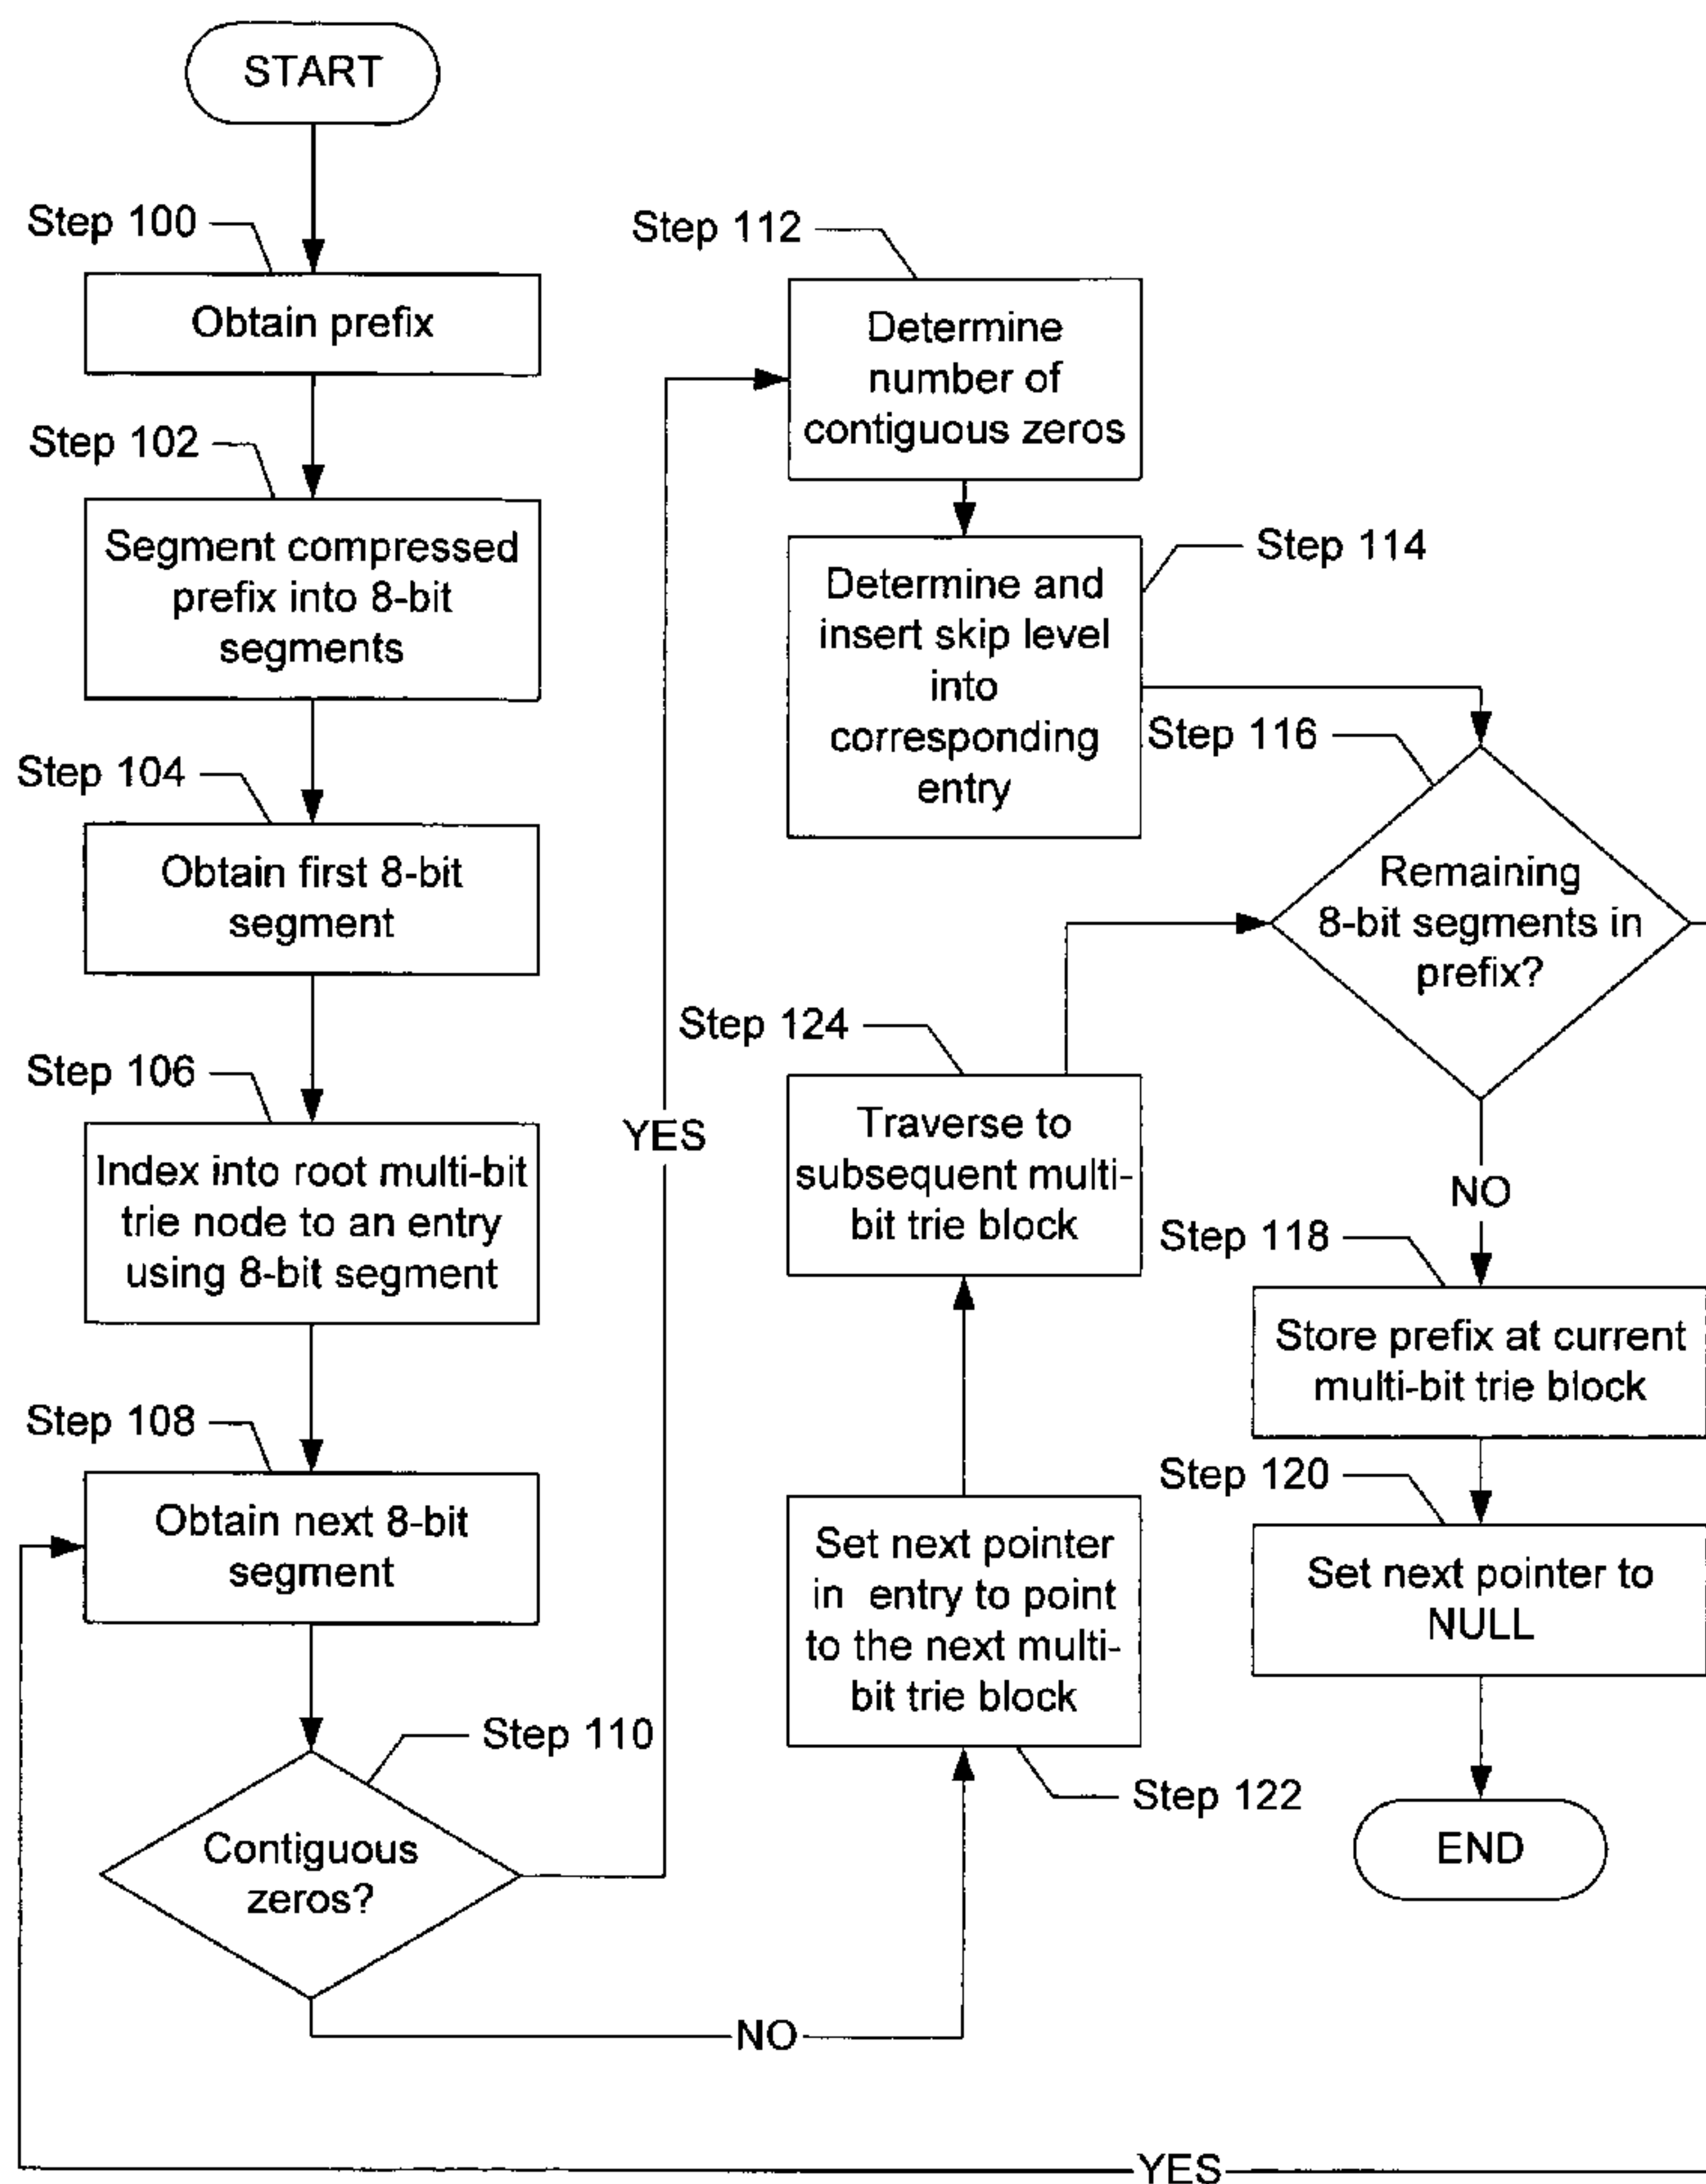 START
Step 100
Obtain prefix
Step 102
Segment compressed
prefix into 8-bit
segments
Step 104
Obtain first 8-bit
segment
Step 106
Index into root multi-bit
trie node to an entry
using 8-bit segment
Step 108
Obtain next 8-bit
segment
Step 110
Contiguous
zeros?
YES
NO
Step 112
Determine
number of
contiguous zeros
Step 114
Determine and
insert skip level
into
corresponding
entry
Step 116
Remaining
8-bit segments in
prefix?
NO
Step 118
Store prefix at current
multi-bit trie block
Step 120
Set next pointer to
NULL
END
Step 124
Traverse to
subsequent multi-
bit trie block
Set next pointer
in entry to point
to the next multi-
bit trie block
Step 122
YES